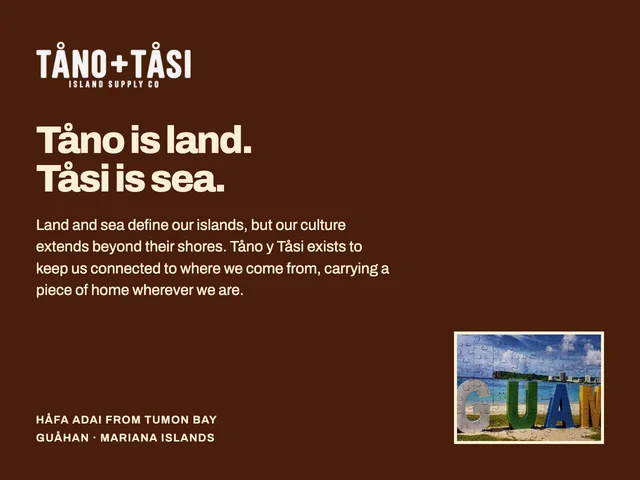 TÅNO+TÅSI
ISLAND SUPPLY CO
Tåno is land.
Tåsi is sea.
Land and sea define our islands, but our culture
extends beyond their shores. Tåno y Tåsi exists to
keep us connected to where we come from, carrying a
piece of home wherever we are.
GUAM
HÅFA ADAI FROM TUMON BAY
GUÅHAN · MARIANA ISLANDS